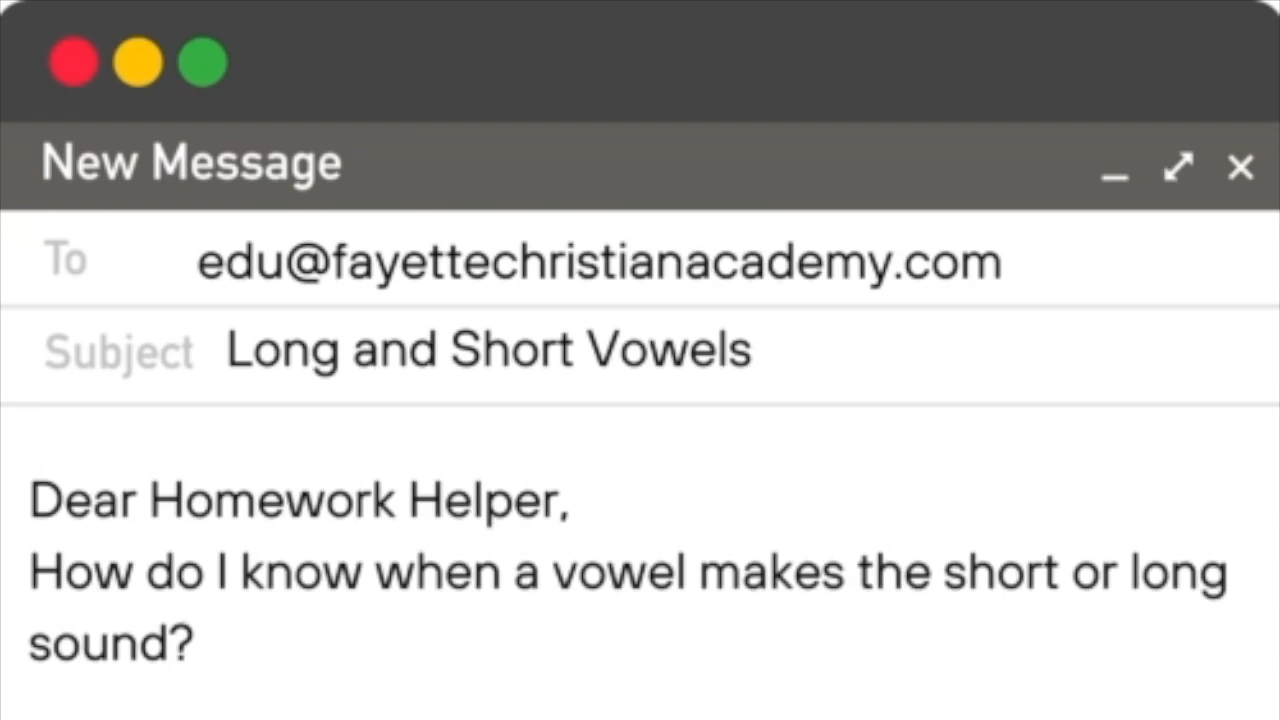 New Message
To edu@fayettechristianacademy.com
Subject Long and Short Vowels
Dear Homework Helper,
How do I know when a vowel makes the short or long
sound?